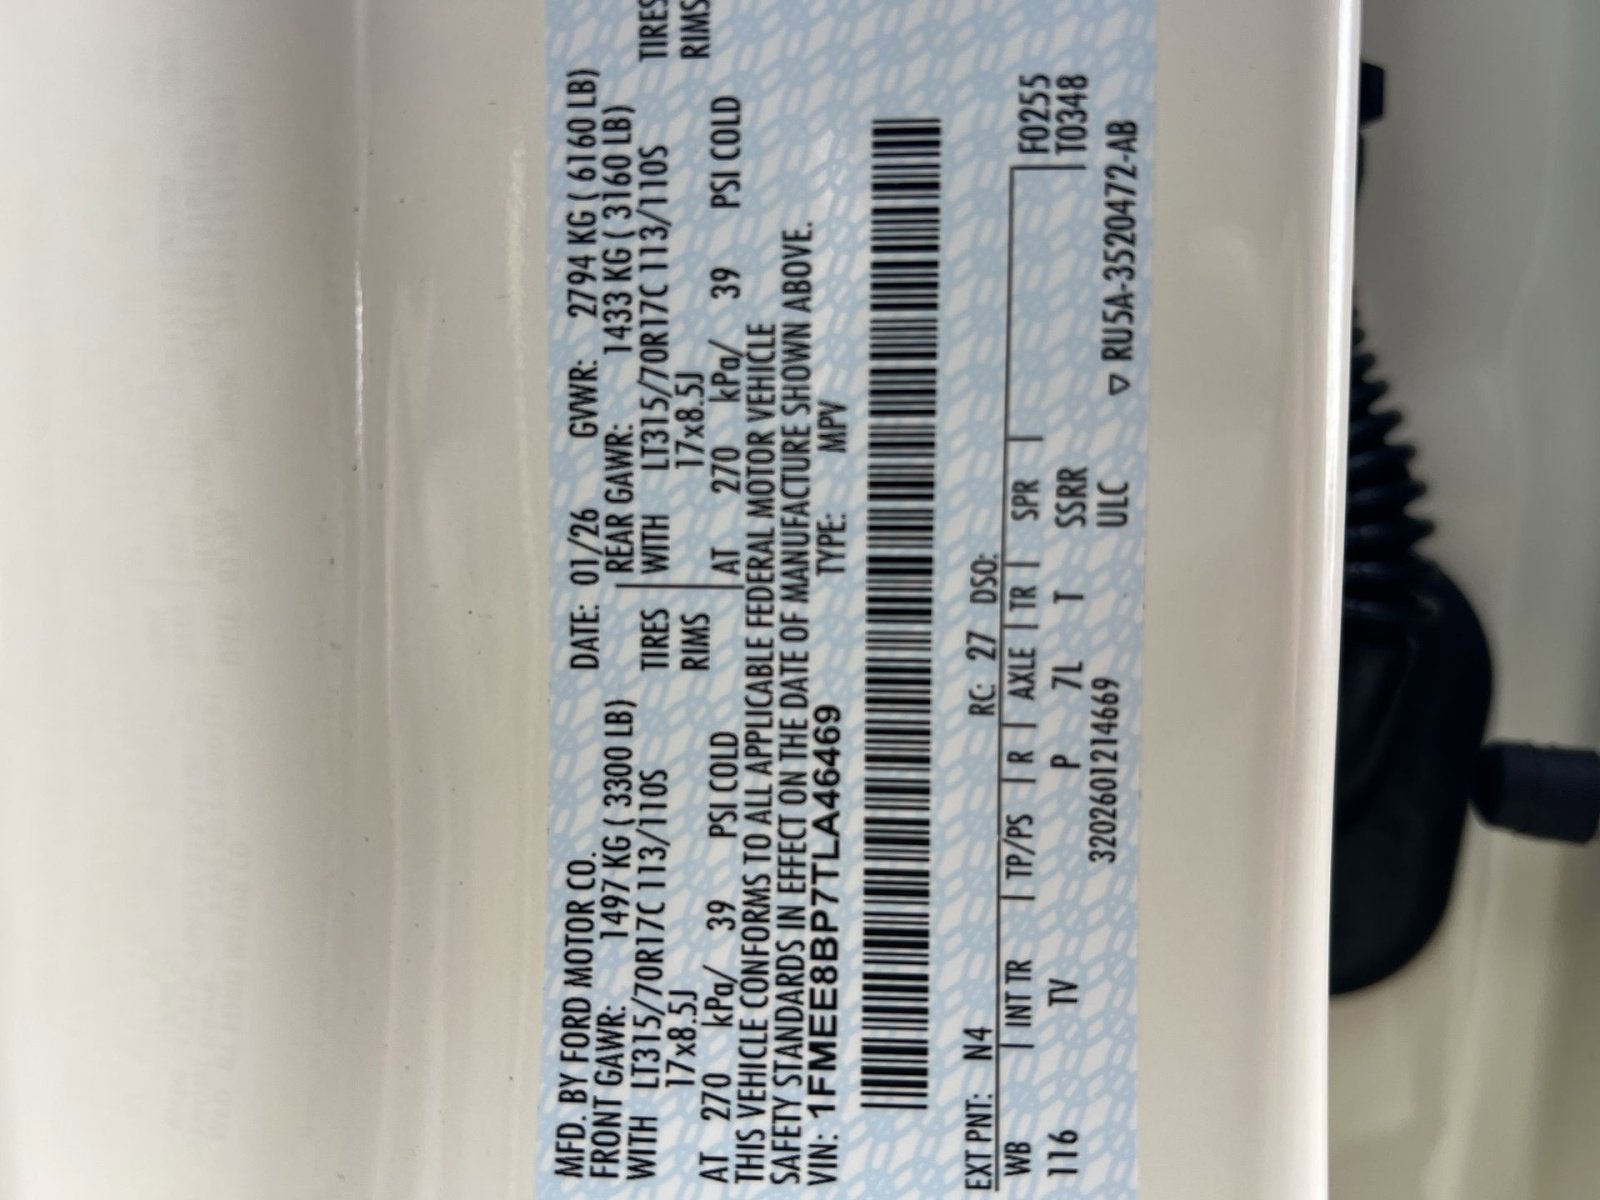 MFD. BY FORD MOTOR CO. DATE: 01/26 GVWR: 2794 KG ( 6160 LB)
FRONT GAWR: 1497 KG ( 3300 LB) REAR GAWR: 1433 KG ( 3160 LB)
WITH LT315/70R17C 113/110S TIRES WITH LT315/70R17C 113/110S TIRES
17x8.5J RIMS 17x8.5J RIMS
AT 270 kPa/ 39 PSI COLD AT 270 kPa/ 39 PSI COLD
THIS VEHICLE CONFORMS TO ALL APPLICABLE FEDERAL MOTOR VEHICLE
SAFETY STANDARDS IN EFFECT ON THE DATE OF MANUFACTURE SHOWN ABOVE.
VIN: 1FMEE8BP7TLA46469 TYPE: MPV
EXT PNT: N4 RC: 27 DSO:
WB INT TR TP/PS R AXLE TR SPR F0255
116 TV P 7L T SSRR T0348
3202601214669 ULC ▽ RU5A-3520472-AB